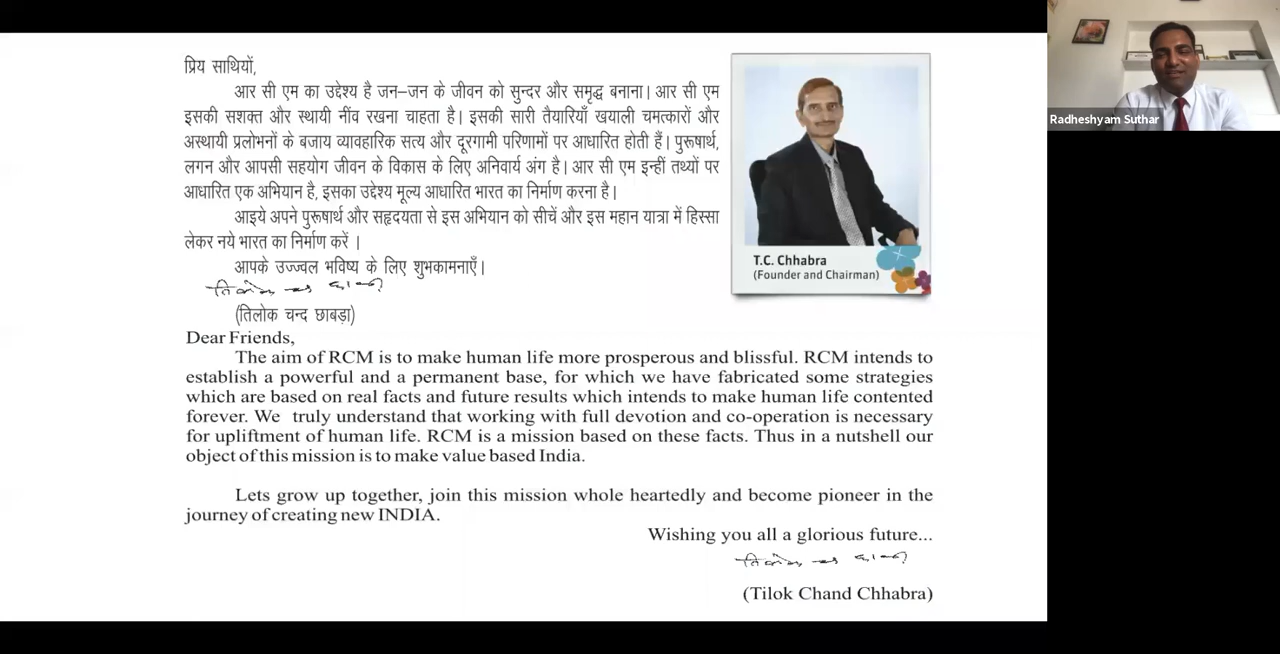 प्रिय साथियों,
आर सी एम का उद्देश्य है जन–जन के जीवन को सुन्दर और समृद्ध बनाना। आर सी एम
इसकी सशक्त और स्थायी नींव रखना चाहता है। इसकी सारी तैयारियाँ खयाली चमत्कारों और
अस्थायी प्रलोभनों के बजाय व्यावहारिक सत्य और दूरगामी परिणामों पर आधारित होती हैं। पुरूषार्थ,
लगन और आपसी सहयोग जीवन के विकास के लिए अनिवार्य अंग है। आर सी एम इन्हीं तथ्यों पर
आधारित एक अभियान है, इसका उद्देश्य मूल्य आधारित भारत का निर्माण करना है।
आइये अपने पुरूषार्थ और सहृदयता से इस अभियान को सीचें और इस महान यात्रा में हिस्सा
लेकर नये भारत का निर्माण करें ।
आपके उज्ज्वल भविष्य के लिए शुभकामनाएँ।
(तिलोक चन्द छाबड़ा)
T.C. Chhabra
(Founder and Chairman)
Radheshyam Suthar
Dear Friends,
The aim of RCM is to make human life more prosperous and blissful. RCM intends to
establish a powerful and a permanent base, for which we have fabricated some strategies
which are based on real facts and future results which intends to make human life contented
forever. We truly understand that working with full devotion and co-operation is necessary
for upliftment of human life. RCM is a mission based on these facts. Thus in a nutshell our
object of this mission is to make value based India.
Lets grow up together, join this mission whole heartedly and become pioneer in the
journey of creating new INDIA.
Wishing you all a glorious future...
(Tilok Chand Chhabra)